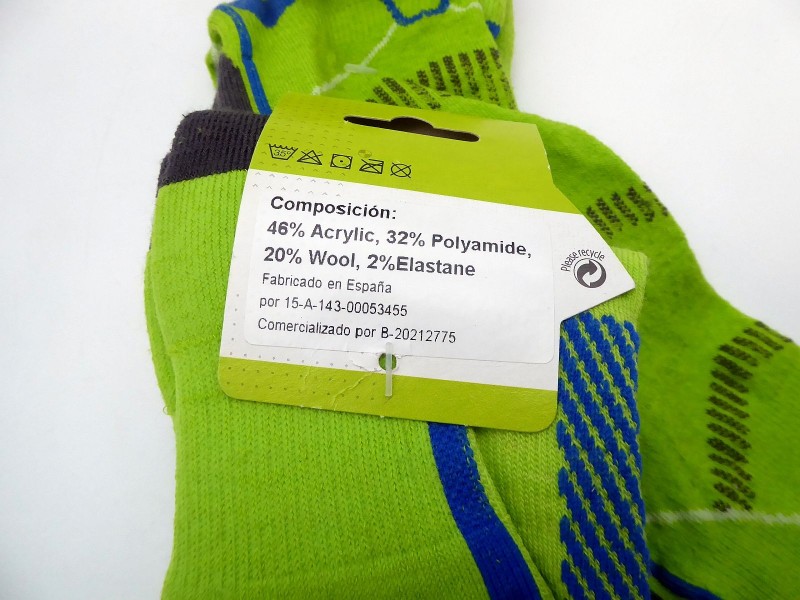 35°
Composición:
46% Acrylic, 32% Polyamide,
20% Wool, 2%Elastane
Fabricado en España
por 15-A-143-00053455
Comercializado por B-20212775
Please recycle